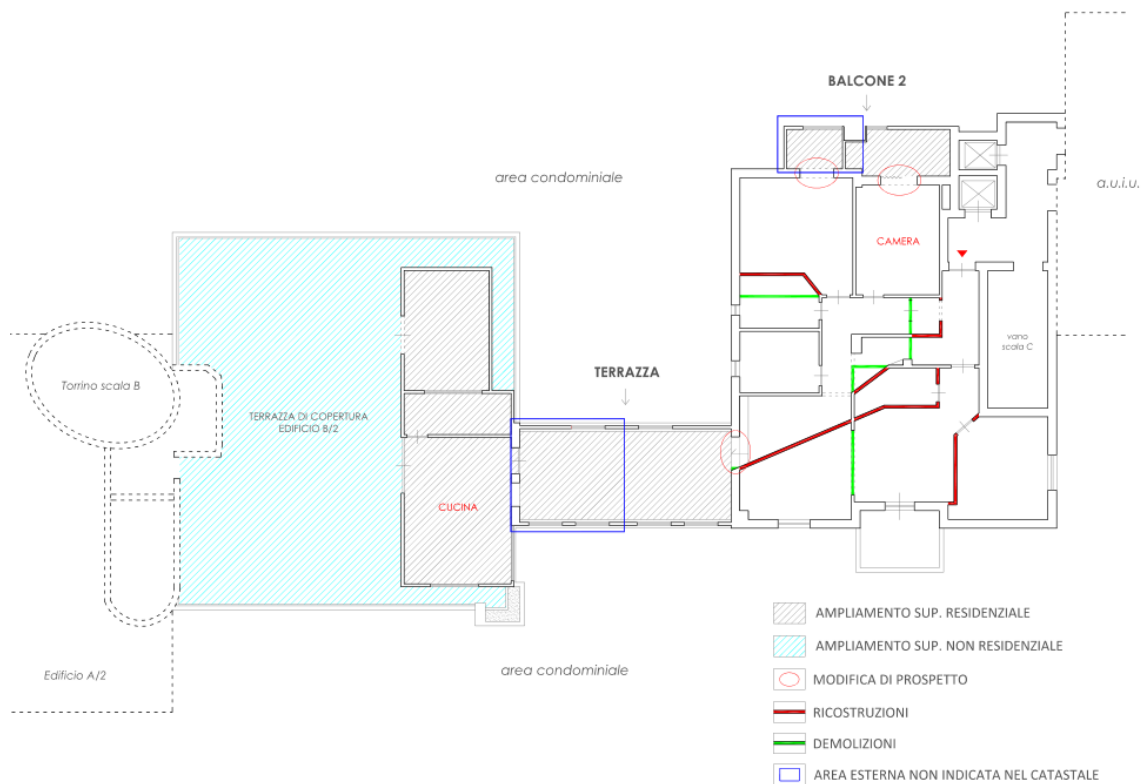 BALCONE 2
area condominiale
a.u.i.u.
CAMERA
vano
scala C
TERRAZZA
Torrino scala B
TERRAZZA DI COPERTURA
EDIFICIO B/2
CUCINA
Edificio A/2
area condominiale
AMPLIAMENTO SUP. RESIDENZIALE
AMPLIAMENTO SUP. NON RESIDENZIALE
MODIFICA DI PROSPETTO
RICOSTRUZIONI
DEMOLIZIONI
AREA ESTERNA NON INDICATA NEL CATASTALE